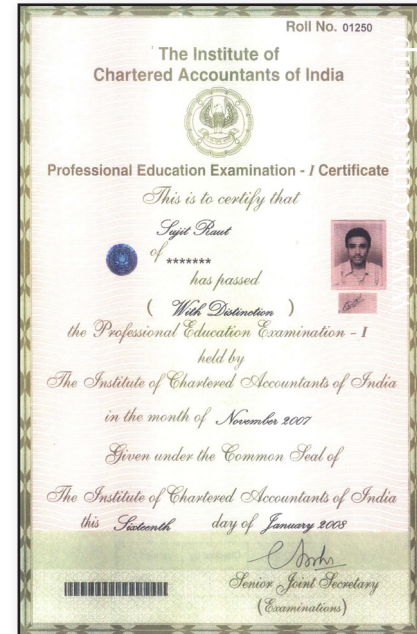 Roll No. 01250
The Institute of
Chartered Accountants of India
Professional Education Examination - I Certificate
This is to certify that
Sujit Raut
of *******
has passed
( With Distinction )
the Professional Education Examination - I
held by
The Institute of Chartered Accountants of India
in the month of November 2007
Given under the Common Seal of
The Institute of Chartered Accountants of India
this Sixteenth day of January 2008
Senior Joint Secretary
(Examinations)